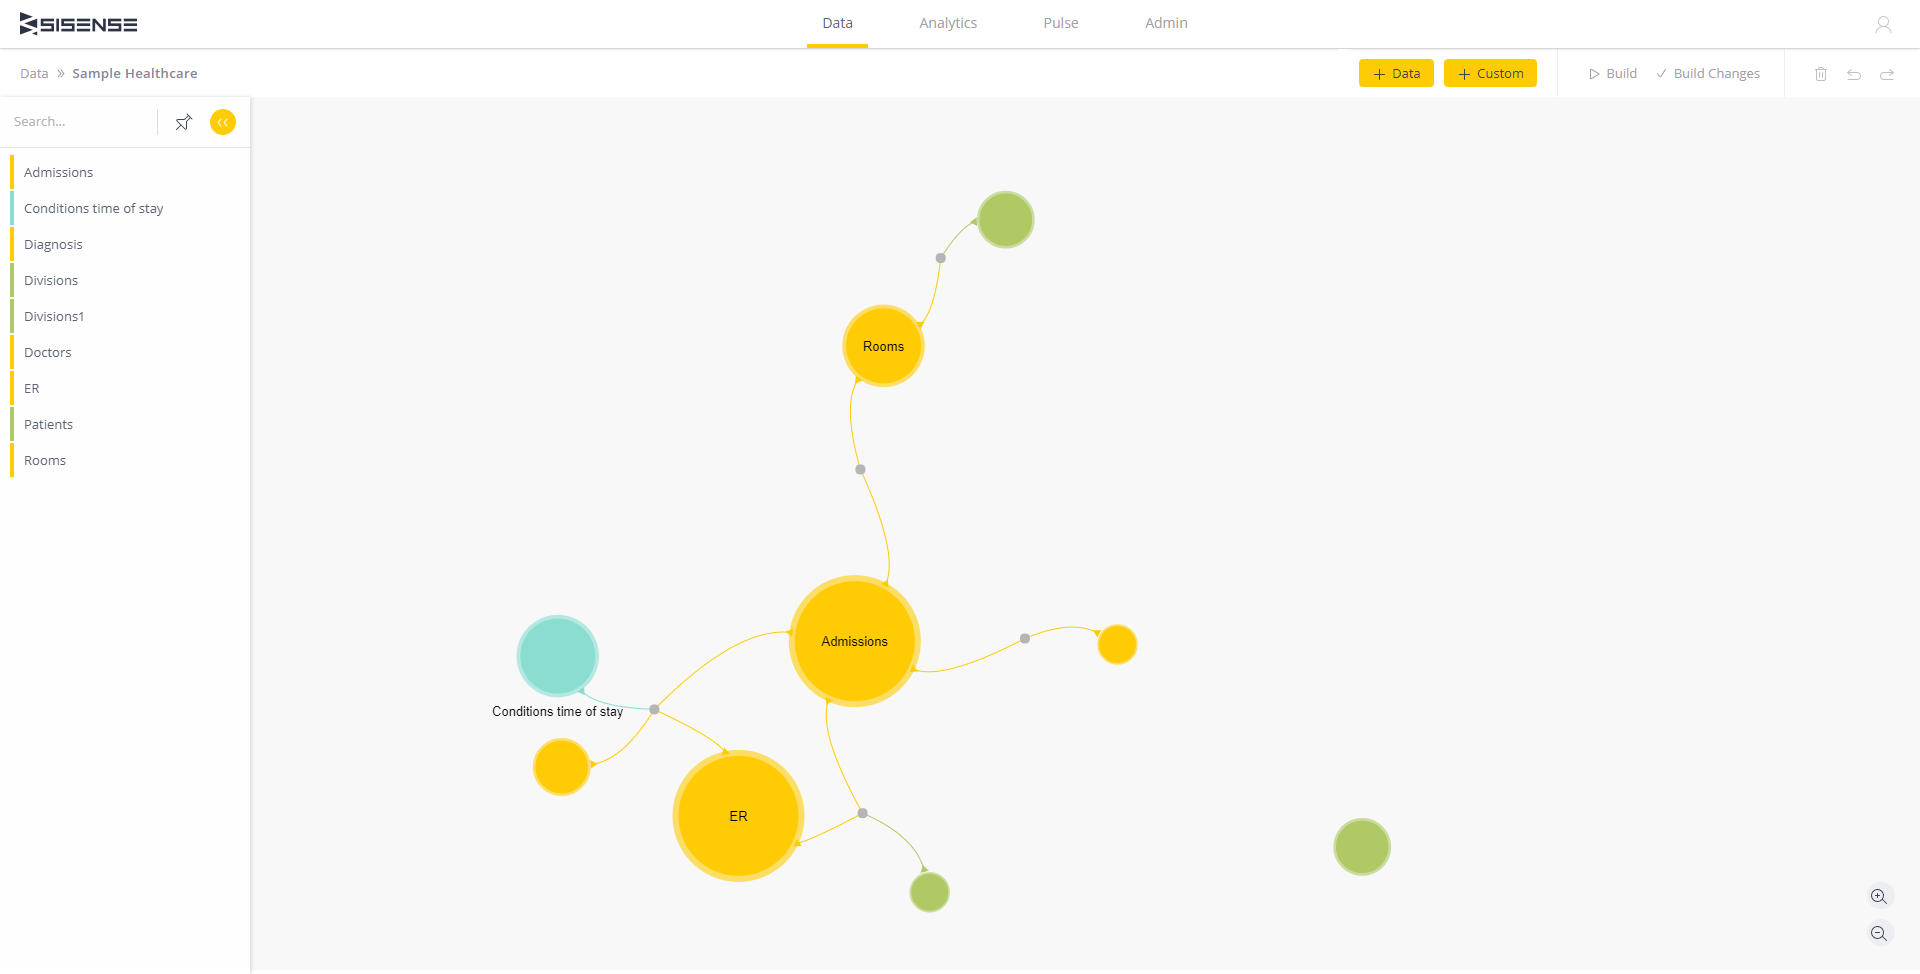 SISENSE
Data
Analytics
Pulse
Admin
Data » Sample Healthcare
+ Data
+ Custom
Build
Build Changes
Search...
Admissions
Conditions time of stay
Diagnosis
Divisions
Divisions1
Doctors
ER
Patients
Rooms
Rooms
Admissions
Conditions time of stay
ER